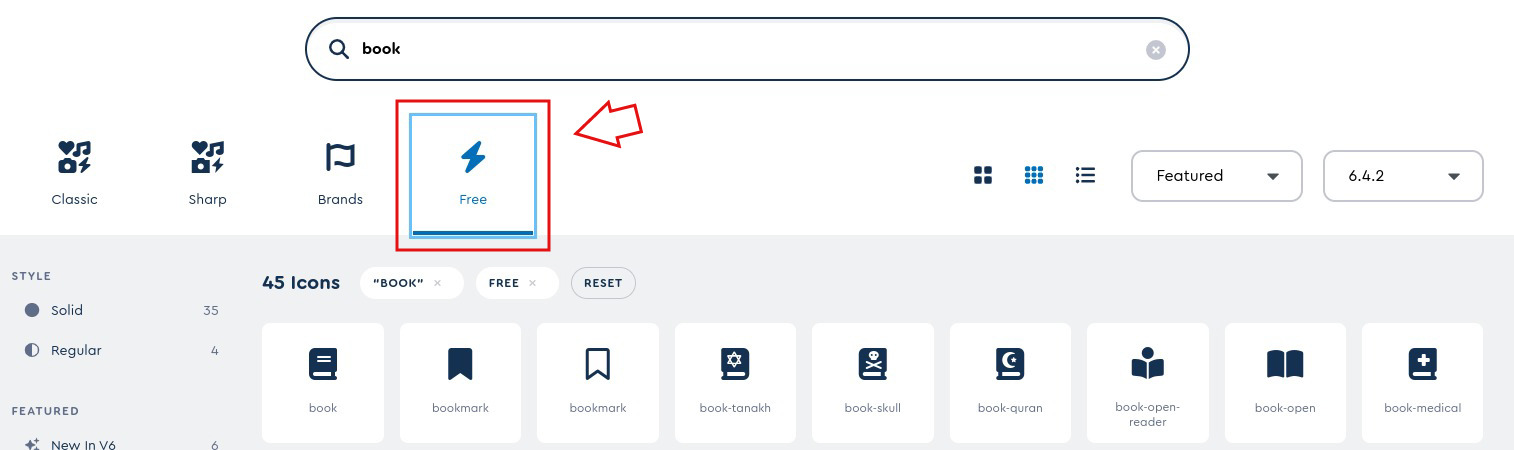 book
Classic
Sharp
Brands
Free
Featured
6.4.2
STYLE
Solid 35
Regular 4
FEATURED
New In V6 6
45 Icons "BOOK" × FREE × RESET
book
bookmark
bookmark
book-tanakh
book-skull
book-quran
book-open-
reader
book-open
book-medical